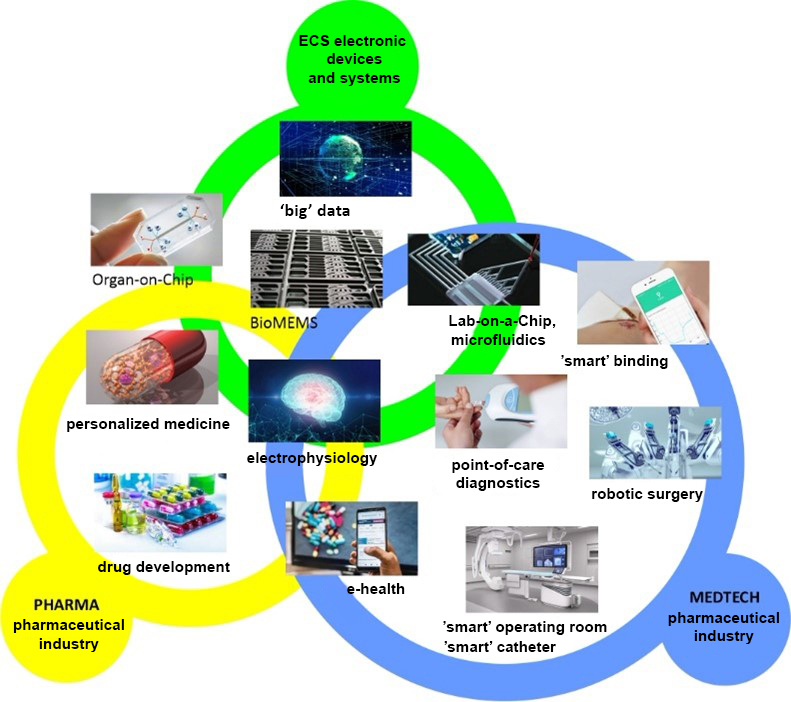 ECS electronic
devices
and systems
‘big’ data
Organ-on-Chip
BioMEMS
Lab-on-a-Chip,
microfluidics
’smart’ binding
personalized medicine
electrophysiology
point-of-care
diagnostics
robotic surgery
drug development
e-health
’smart’ operating room
’smart’ catheter
PHARMA
pharmaceutical
industry
MEDTECH
pharmaceutical
industry